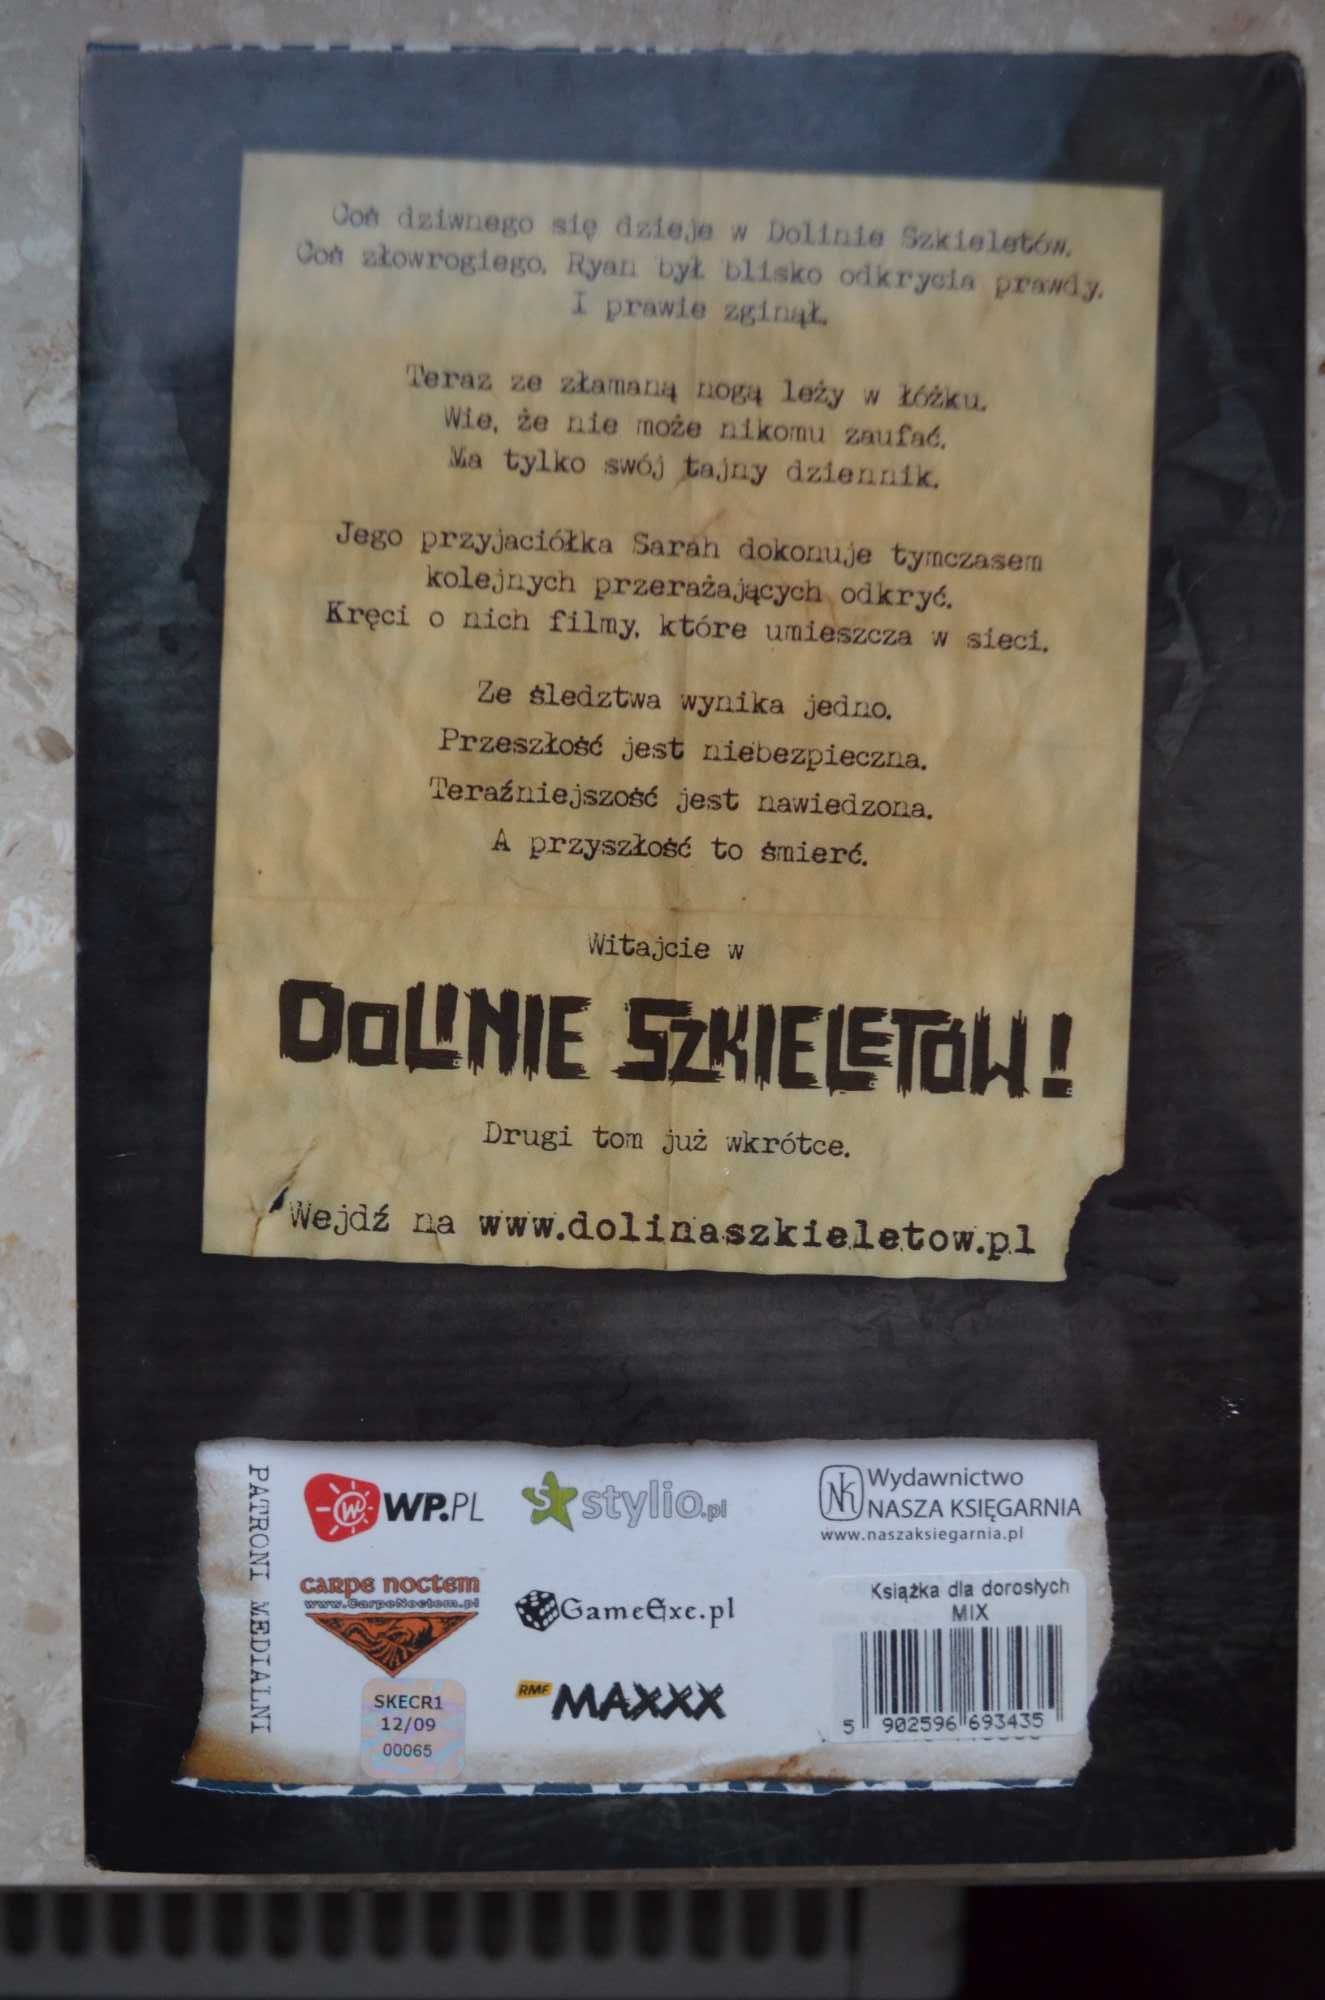 Coś dziwnego się dzieje w Dolinie Szkieletów.
Coś złowrogiego. Ryan był blisko odkrycia prawdy.
I prawie zginął.
Teraz ze złamaną nogą leży w łóżku.
Wie, że nie może nikomu zaufać.
Ma tylko swój tajny dziennik.
Jego przyjaciółka Sarah dokonuje tymczasem
kolejnych przerażających odkryć.
Kręci o nich filmy, które umieszcza w sieci.
Ze śledztwa wynika jedno.
Przeszłość jest niebezpieczna.
Teraźniejszość jest nawiedzona.
A przyszłość to śmierć.
Witajcie w
DOLINIE SZKIELETÓW!
Drugi tom już wkrótce.
Wejdź na www.dolinaszkieletow.pl
PATRONI MEDIALNI
WP.PL
stylio.pl
Wydawnictwo
NASZA KSIĘGARNIA
www.naszaksiegarnia.pl
CARPE NOCTEM
www.CarpeNoctem.pl
GameExe.pl
RMF MAXXX
SKECR1
12/09
00065
Książka dla dorosłych
MIX
5 902596 693435